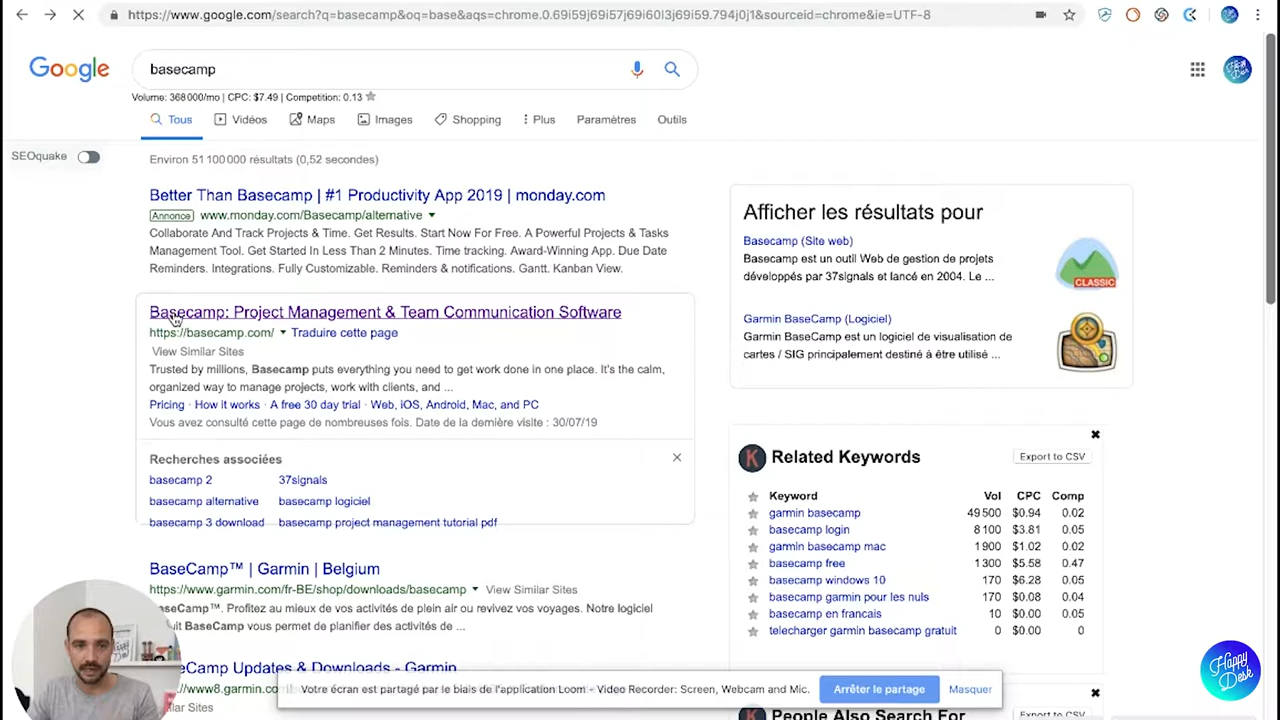 https://www.google.com/search?q=basecamp&oq=base&aqs=chrome.0.69i59j69i57j69i60l3j69i59.794j0j1&sourceid=chrome&ie=UTF-8
Google
basecamp
Volume: 368 000/mo | CPC: $7.49 | Competition: 0.13
Tous
Vidéos
Maps
Images
Shopping
Plus
Paramètres
Outils
SEOquake
Environ 51 100 000 résultats (0,52 secondes)
Better Than Basecamp | #1 Productivity App 2019 | monday.com
Annonce www.monday.com/Basecamp/alternative
Collaborate And Track Projects & Time. Get Results. Start Now For Free. A Powerful Projects & Tasks
Management Tool. Get Started In Less Than 2 Minutes. Time tracking. Award-Winning App. Due Date
Reminders. Integrations. Fully Customizable. Reminders & notifications. Gantt. Kanban View.
Basecamp: Project Management & Team Communication Software
https://basecamp.com/ Traduire cette page
View Similar Sites
Trusted by millions, Basecamp puts everything you need to get work done in one place. It's the calm,
organized way to manage projects, work with clients, and ...
Pricing · How it works · A free 30 day trial · Web, iOS, Android, Mac, and PC
Vous avez consulté cette page de nombreuses fois. Date de la dernière visite : 30/07/19
Recherches associées
basecamp 2 37signals
basecamp alternative basecamp logiciel
basecamp 3 download basecamp project management tutorial pdf
BaseCamp™ | Garmin | Belgium
https://www.garmin.com/fr-BE/shop/downloads/basecamp View Similar Sites
BaseCamp™. Profitez au mieux de vos activités de plein air ou revivez vos voyages. Notre logiciel
uit BaseCamp vous permet de planifier des activités de ...
eCamp Updates & Downloads - Garmin
www8.garmin.co
ilar Sites
Afficher les résultats pour
Basecamp (Site web)
Basecamp est un outil Web de gestion de projets
développés par 37signals et lancé en 2004. Le ...
CLASSIC
Garmin BaseCamp (Logiciel)
Garmin BaseCamp est un logiciel de visualisation de
cartes / SIG principalement destiné à être utilisé ...
K Related Keywords Export to CSV
Keyword Vol CPC Comp
garmin basecamp 49 500 $0.94 0.02
basecamp login 8 100 $3.81 0.05
garmin basecamp mac 1 900 $1.02 0.02
basecamp free 1 300 $5.58 0.47
basecamp windows 10 170 $6.28 0.05
basecamp garmin pour les nuls 170 $0.08 0.04
basecamp en francais 10 $0.00 0.05
telecharger garmin basecamp gratuit 0 $0.00 0
Votre écran est partagé par le biais de l'application Loom - Video Recorder: Screen, Webcam and Mic.
Arrêter le partage
Masquer
People Also Search For
Export to CSV
Happy Desk